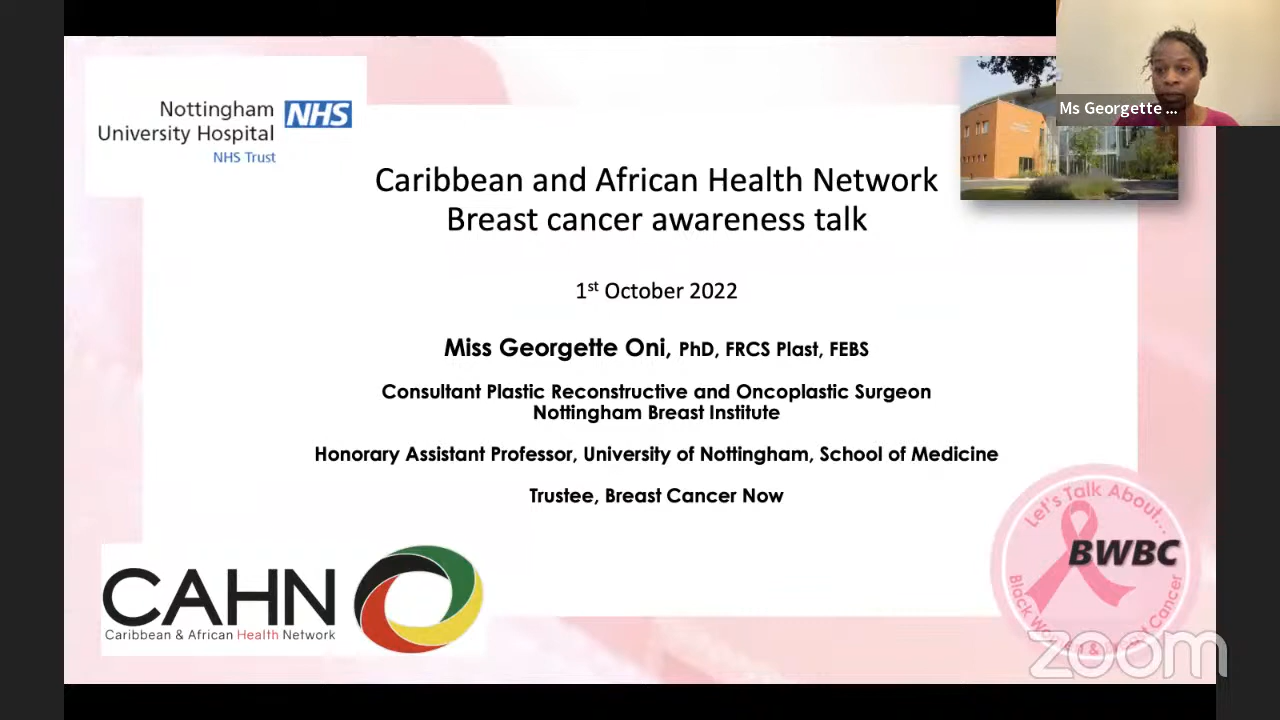 Nottingham NHS
University Hospital
NHS Trust
Ms Georgette ...
Caribbean and African Health Network
Breast cancer awareness talk
1st October 2022
Miss Georgette Oni, PhD, FRCS Plast, FEBS
Consultant Plastic Reconstructive and Oncoplastic Surgeon
Nottingham Breast Institute
Honorary Assistant Professor, University of Nottingham, School of Medicine
Trustee, Breast Cancer Now
CAHN
Caribbean & African Health Network
Let's Talk About...
BWBC
Black & Cancer
zoom